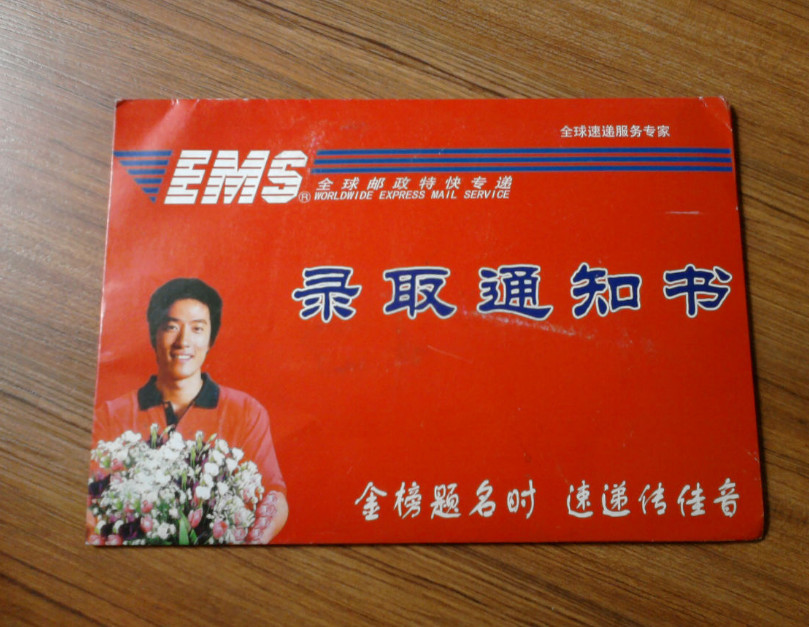 全球速递服务专家
EMS®
全球邮政特快专递
WORLDWIDE EXPRESS MAIL SERVICE
录取通知书
金榜题名时 速递传佳音